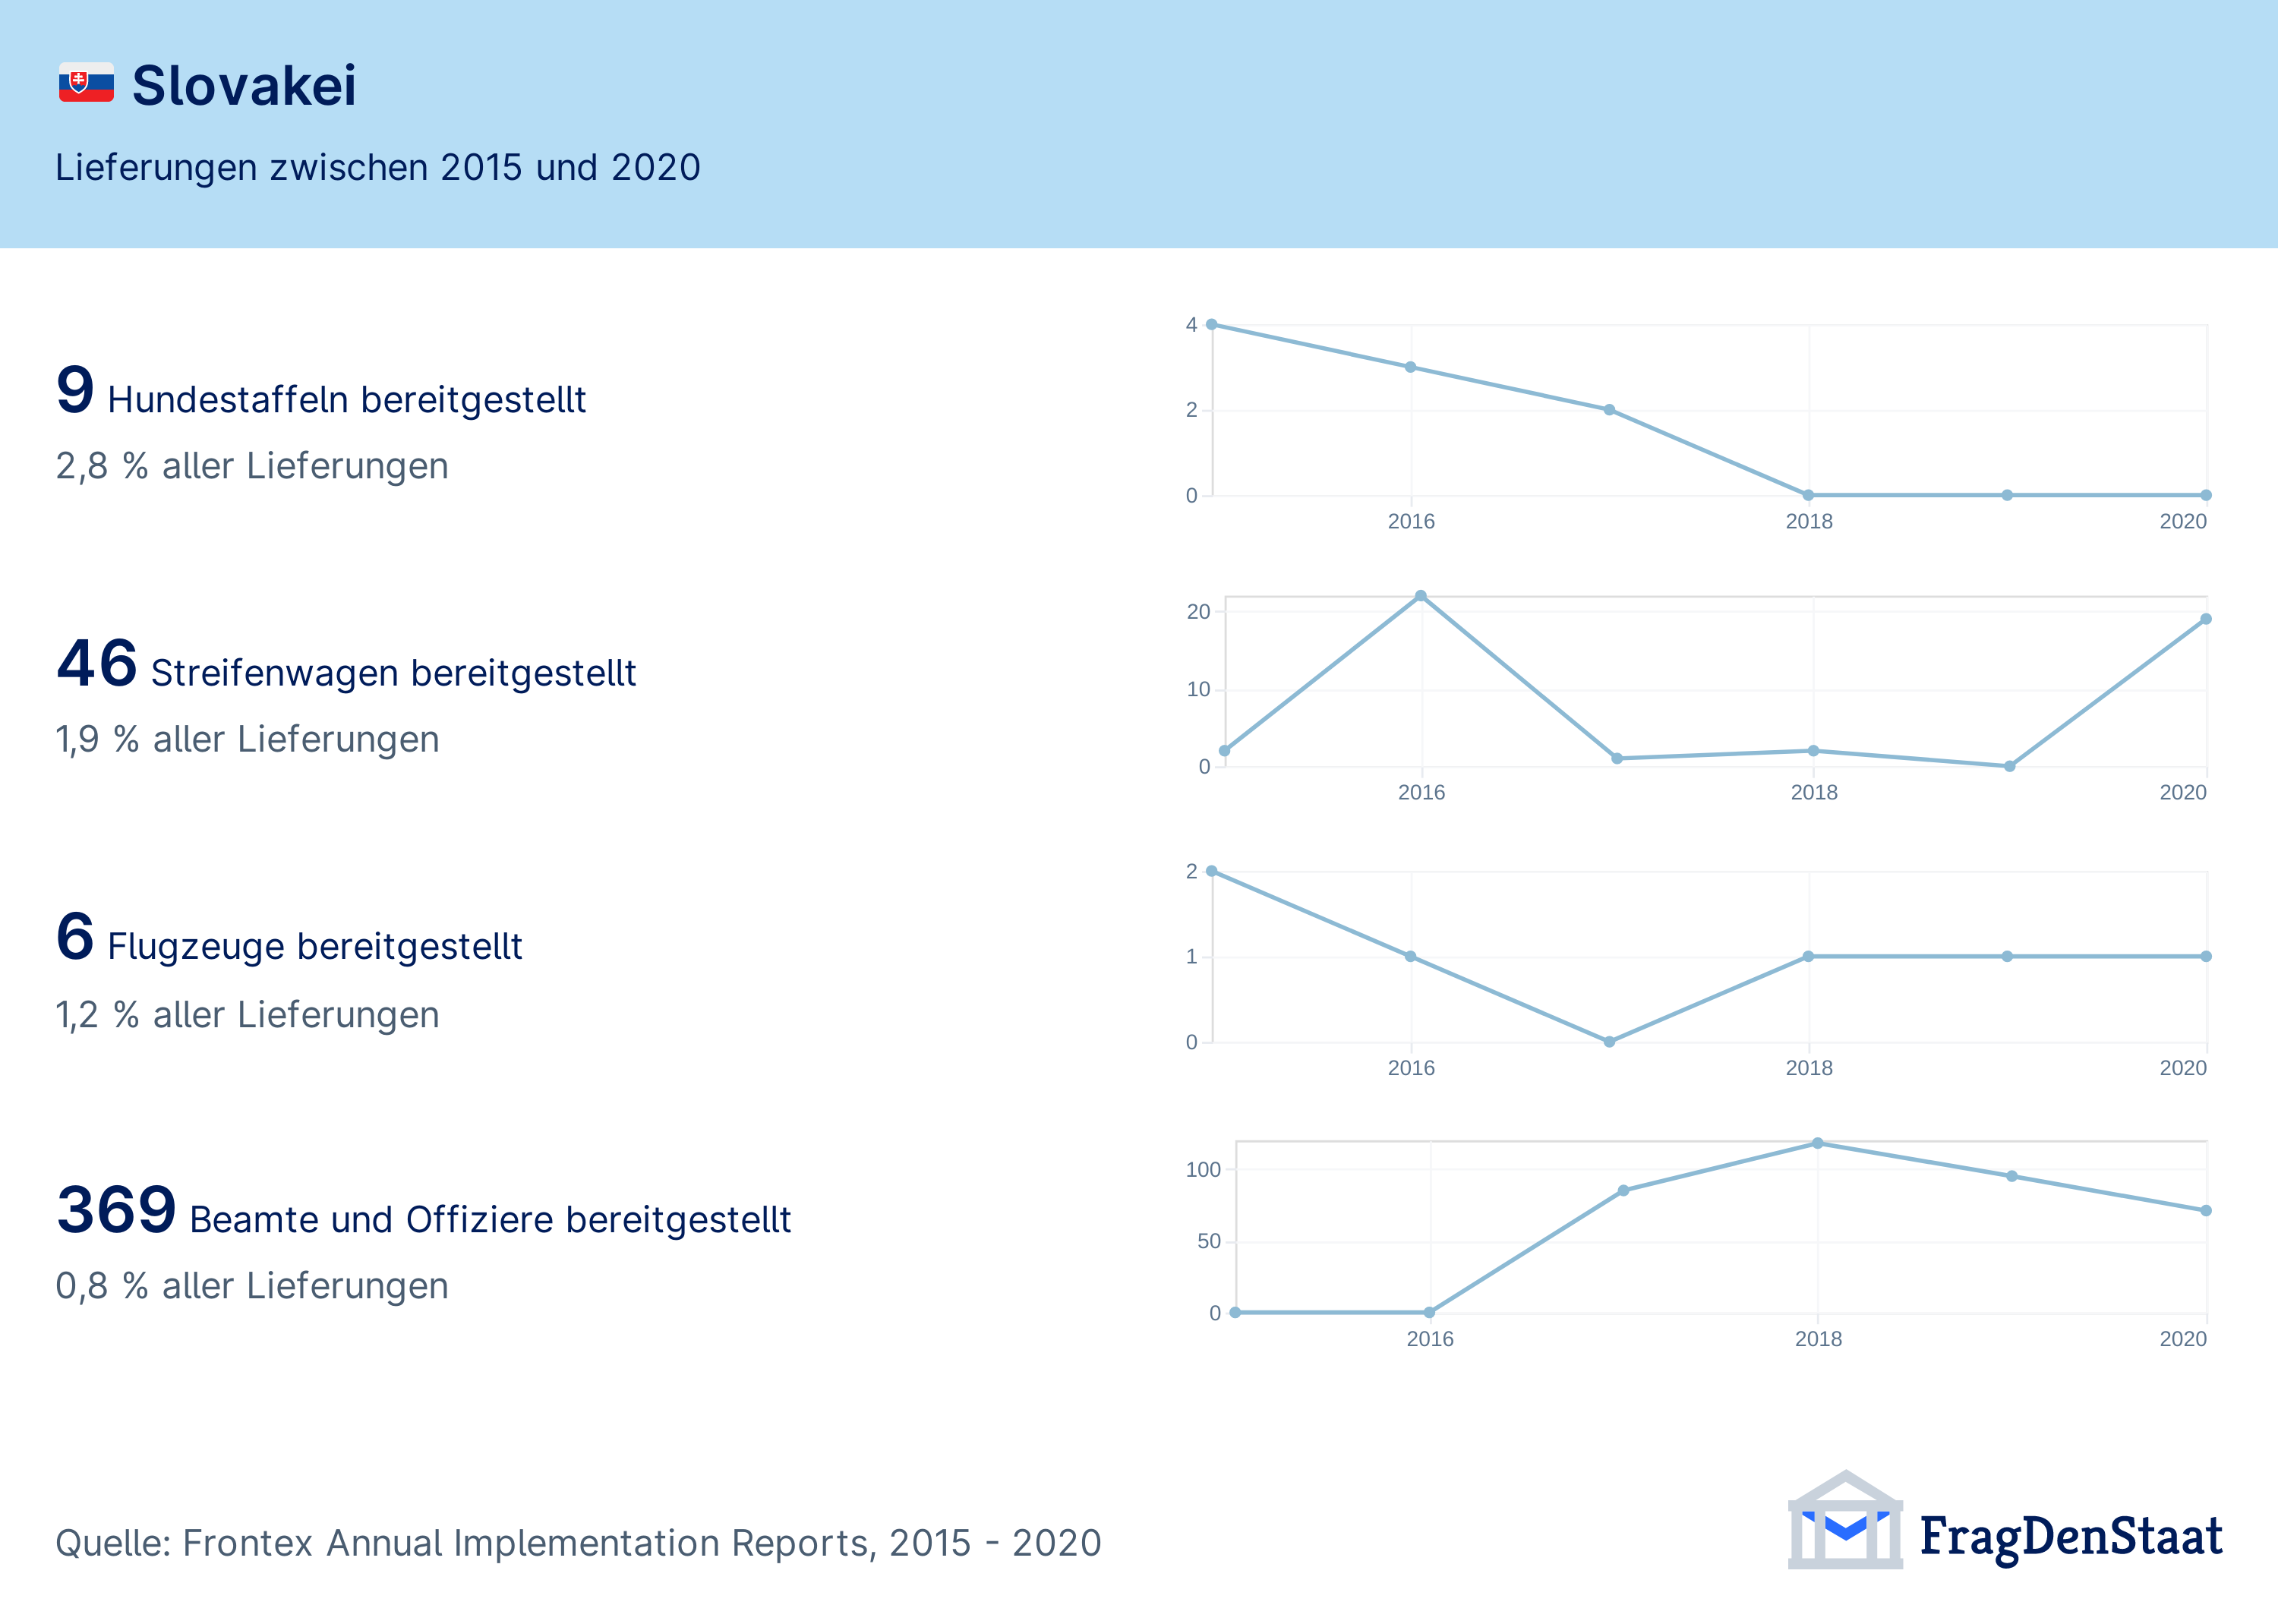 Slovakei
Lieferungen zwischen 2015 und 2020
9 Hundestaffeln bereitgestellt
2,8 % aller Lieferungen
4
2
0
2016 2018 2020
46 Streifenwagen bereitgestellt
1,9 % aller Lieferungen
20
10
0
2016 2018 2020
6 Flugzeuge bereitgestellt
1,2 % aller Lieferungen
2
1
0
2016 2018 2020
369 Beamte und Offiziere bereitgestellt
0,8 % aller Lieferungen
100
50
0
2016 2018 2020
Quelle: Frontex Annual Implementation Reports, 2015 - 2020
FragDenStaat